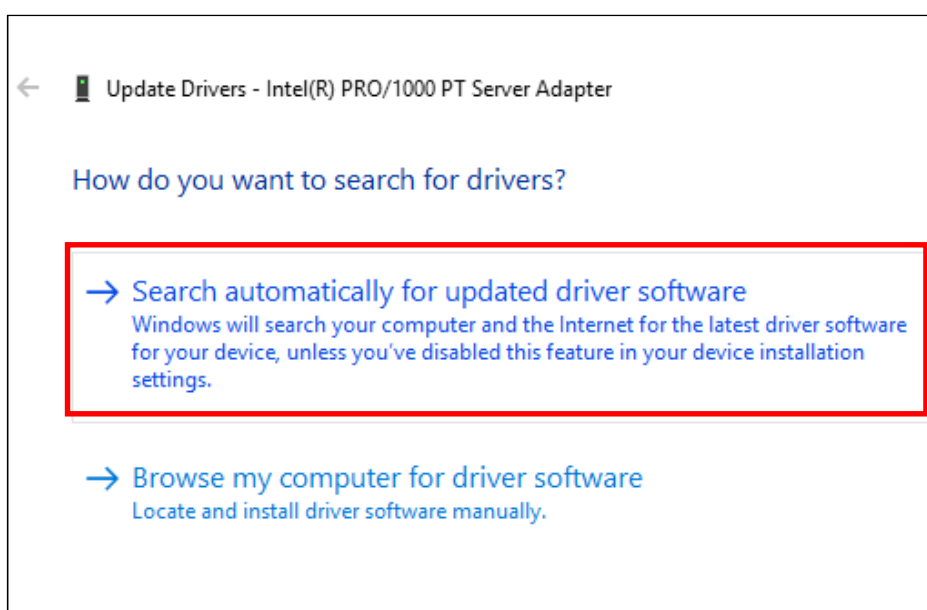 Update Drivers - Intel(R) PRO/1000 PT Server Adapter
How do you want to search for drivers?
Search automatically for updated driver software
Windows will search your computer and the Internet for the latest driver software
for your device, unless you've disabled this feature in your device installation
settings.
Browse my computer for driver software
Locate and install driver software manually.